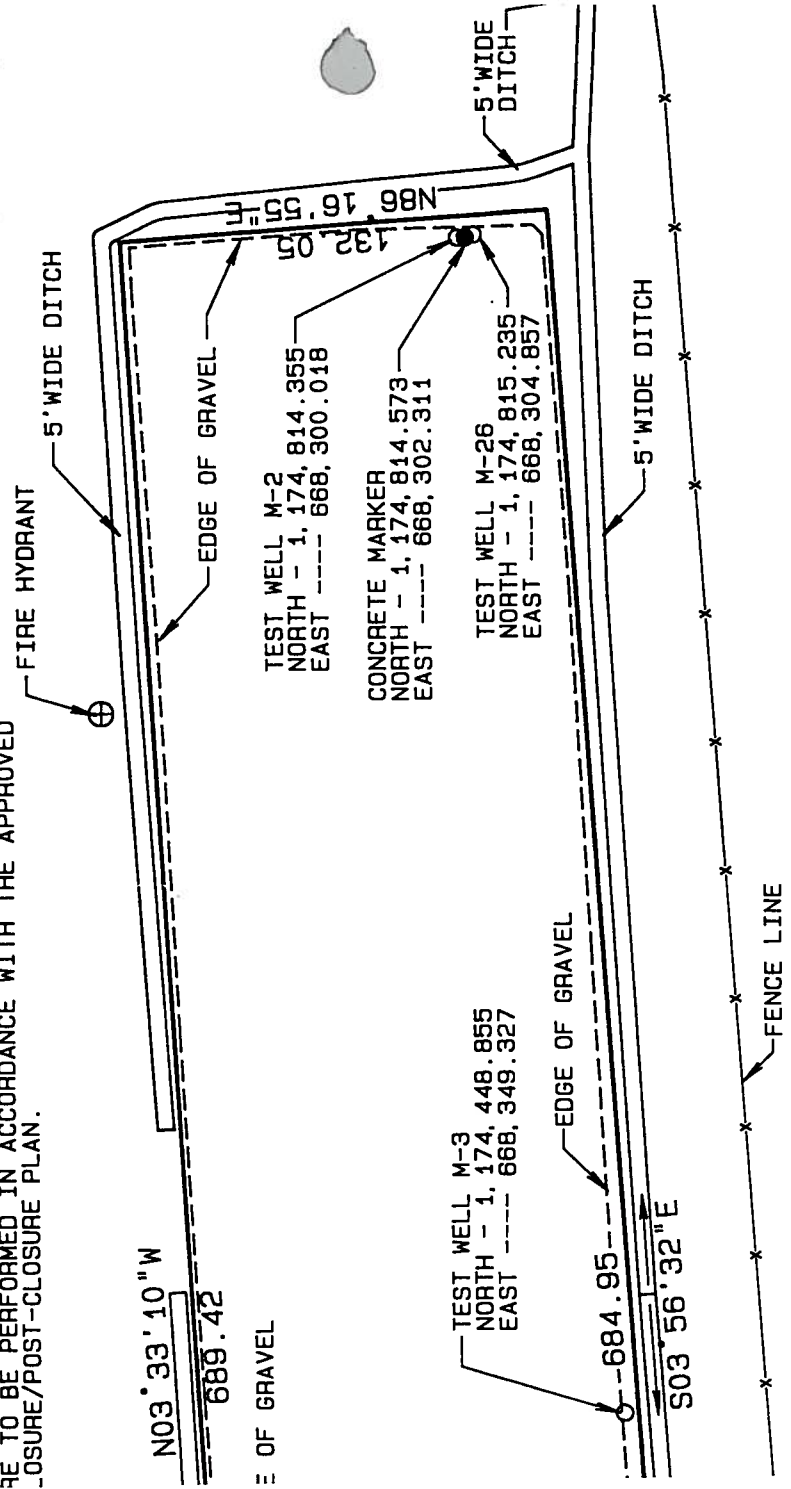 RE TO BE PERFORMED IN ACCORDANCE WITH THE APPROVED
LOSURE/POST-CLOSURE PLAN.
FIRE HYDRANT
5'WIDE DITCH
N03°33'10"W
689.42
E OF GRAVEL
EDGE OF GRAVEL
N86°16'55"E
132.05
5'WIDE
DITCH
TEST WELL M-2
NORTH - 1,174,814.355
EAST ---- 668,300.018
CONCRETE MARKER
NORTH - 1,174,814.573
EAST ---- 668,302.311
TEST WELL M-26
NORTH - 1,174,815.235
EAST ---- 668,304.857
TEST WELL M-3
NORTH - 1,174,448.855
EAST ---- 668,349.327
EDGE OF GRAVEL
684.95
S03°56'32"E
5'WIDE DITCH
FENCE LINE